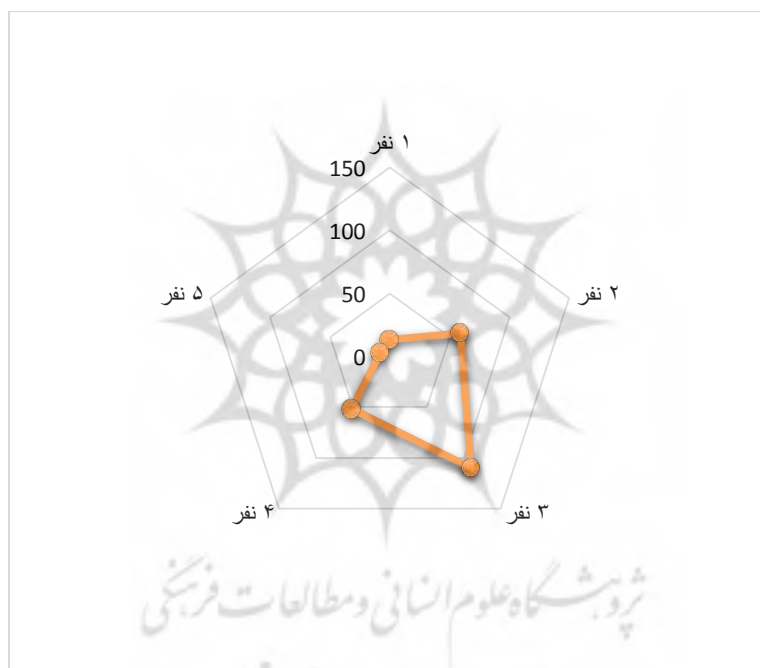 ۱ نفر
150
100
۲ نفر
۵ نفر
50
0
۴ نفر
۳ نفر
پژوهشگاه علوم انسانی و مطالعات فرهنگی